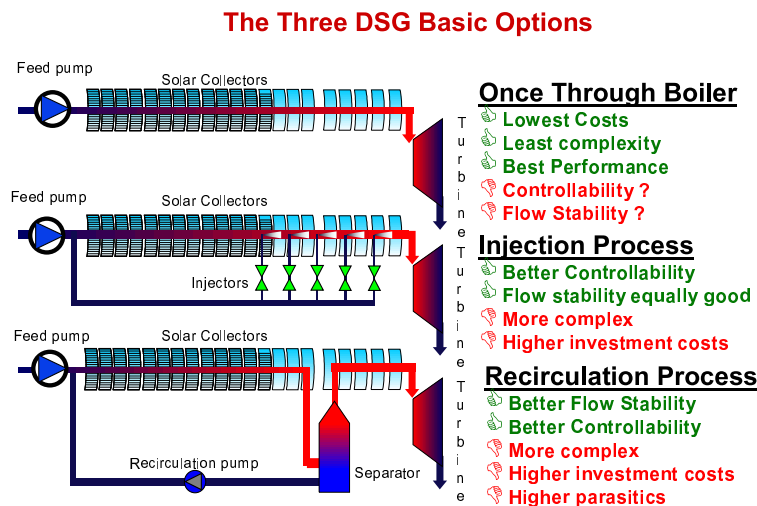 The Three DSG Basic Options
Feed pump
Solar Collectors
Turbine
Once Through Boiler
Lowest Costs
Least complexity
Best Performance
Controllability ?
Flow Stability ?
Feed pump
Solar Collectors
Injectors
Turbine
Injection Process
Better Controllability
Flow stability equally good
More complex
Higher investment costs
Feed pump
Solar Collectors
Recirculation pump
Separator
Turbine
Recirculation Process
Better Flow Stability
Better Controllability
More complex
Higher investment costs
Higher parasitics